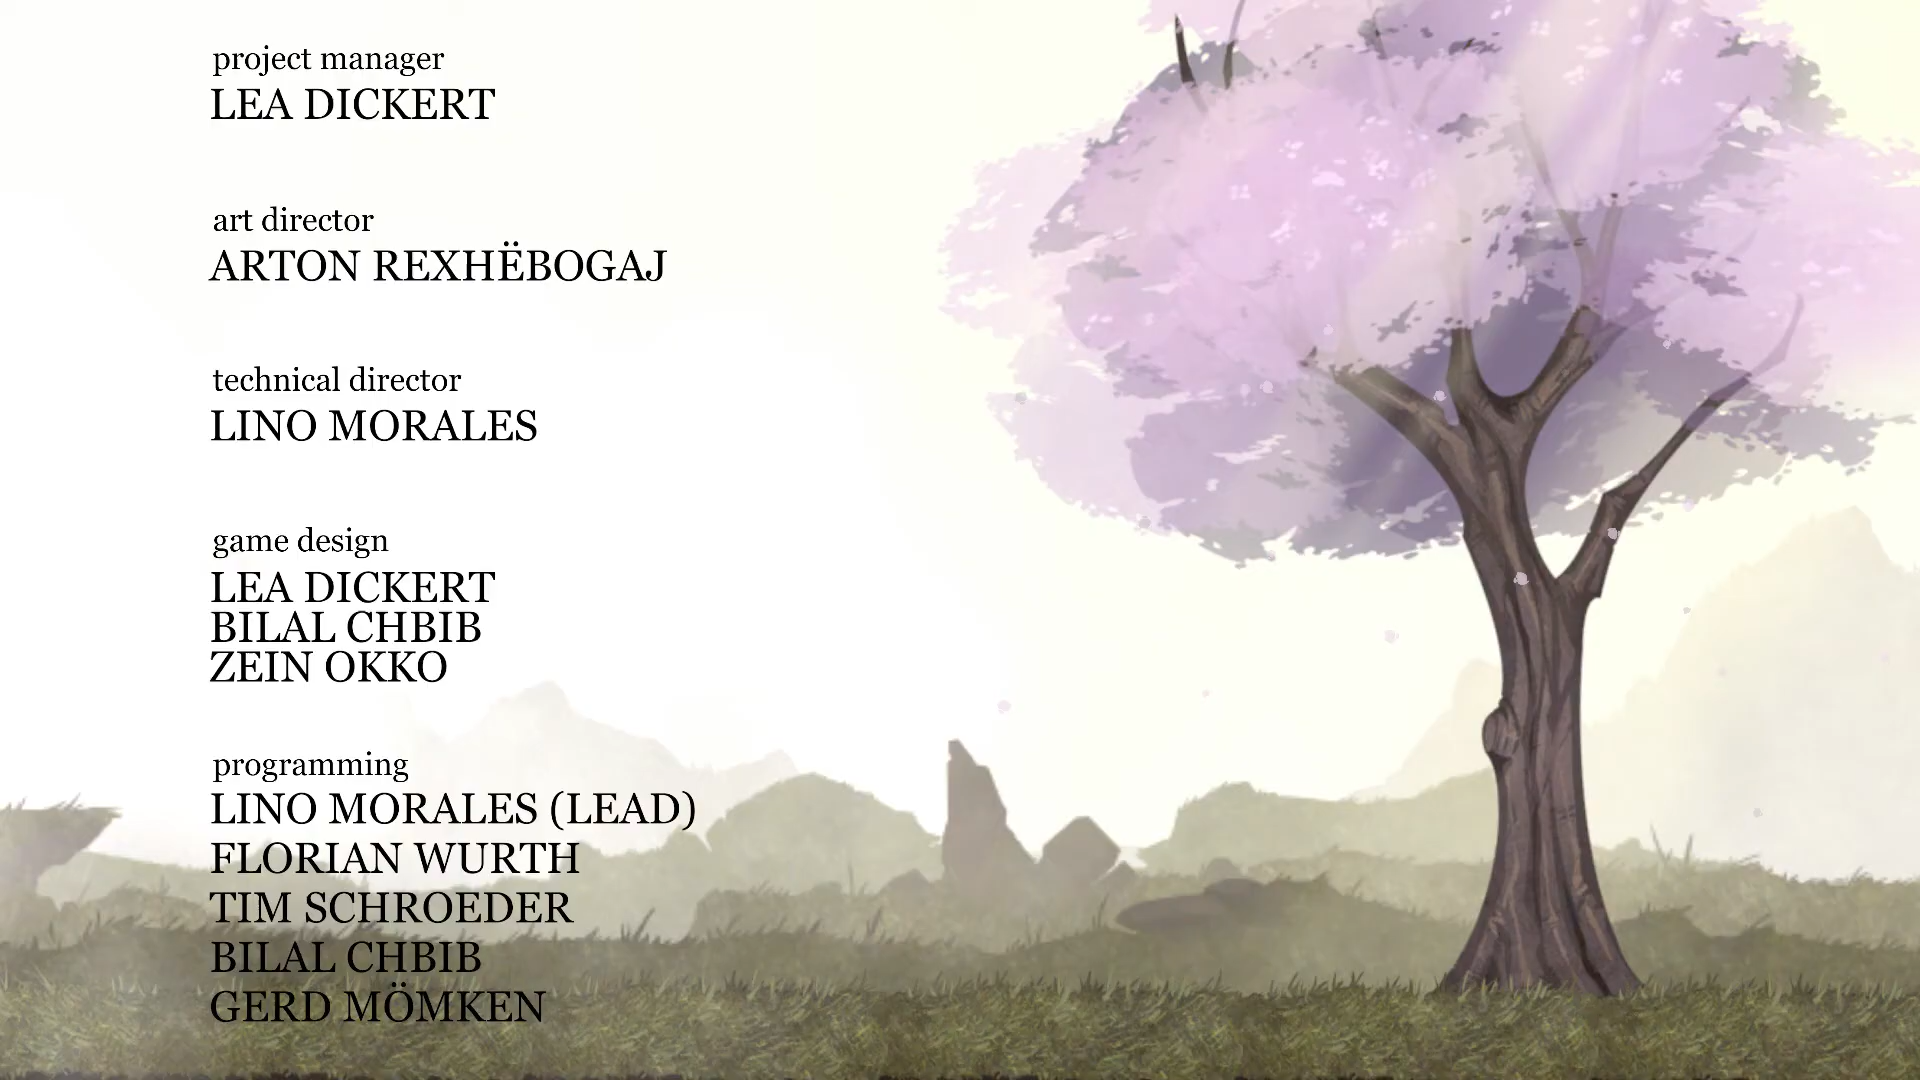 project manager
LEA DICKERT
art director
ARTON REXHËBOGAJ
technical director
LINO MORALES
game design
LEA DICKERT
BILAL CHBIB
ZEIN OKKO
programming
LINO MORALES (LEAD)
FLORIAN WURTH
TIM SCHROEDER
BILAL CHBIB
GERD MÖMKEN